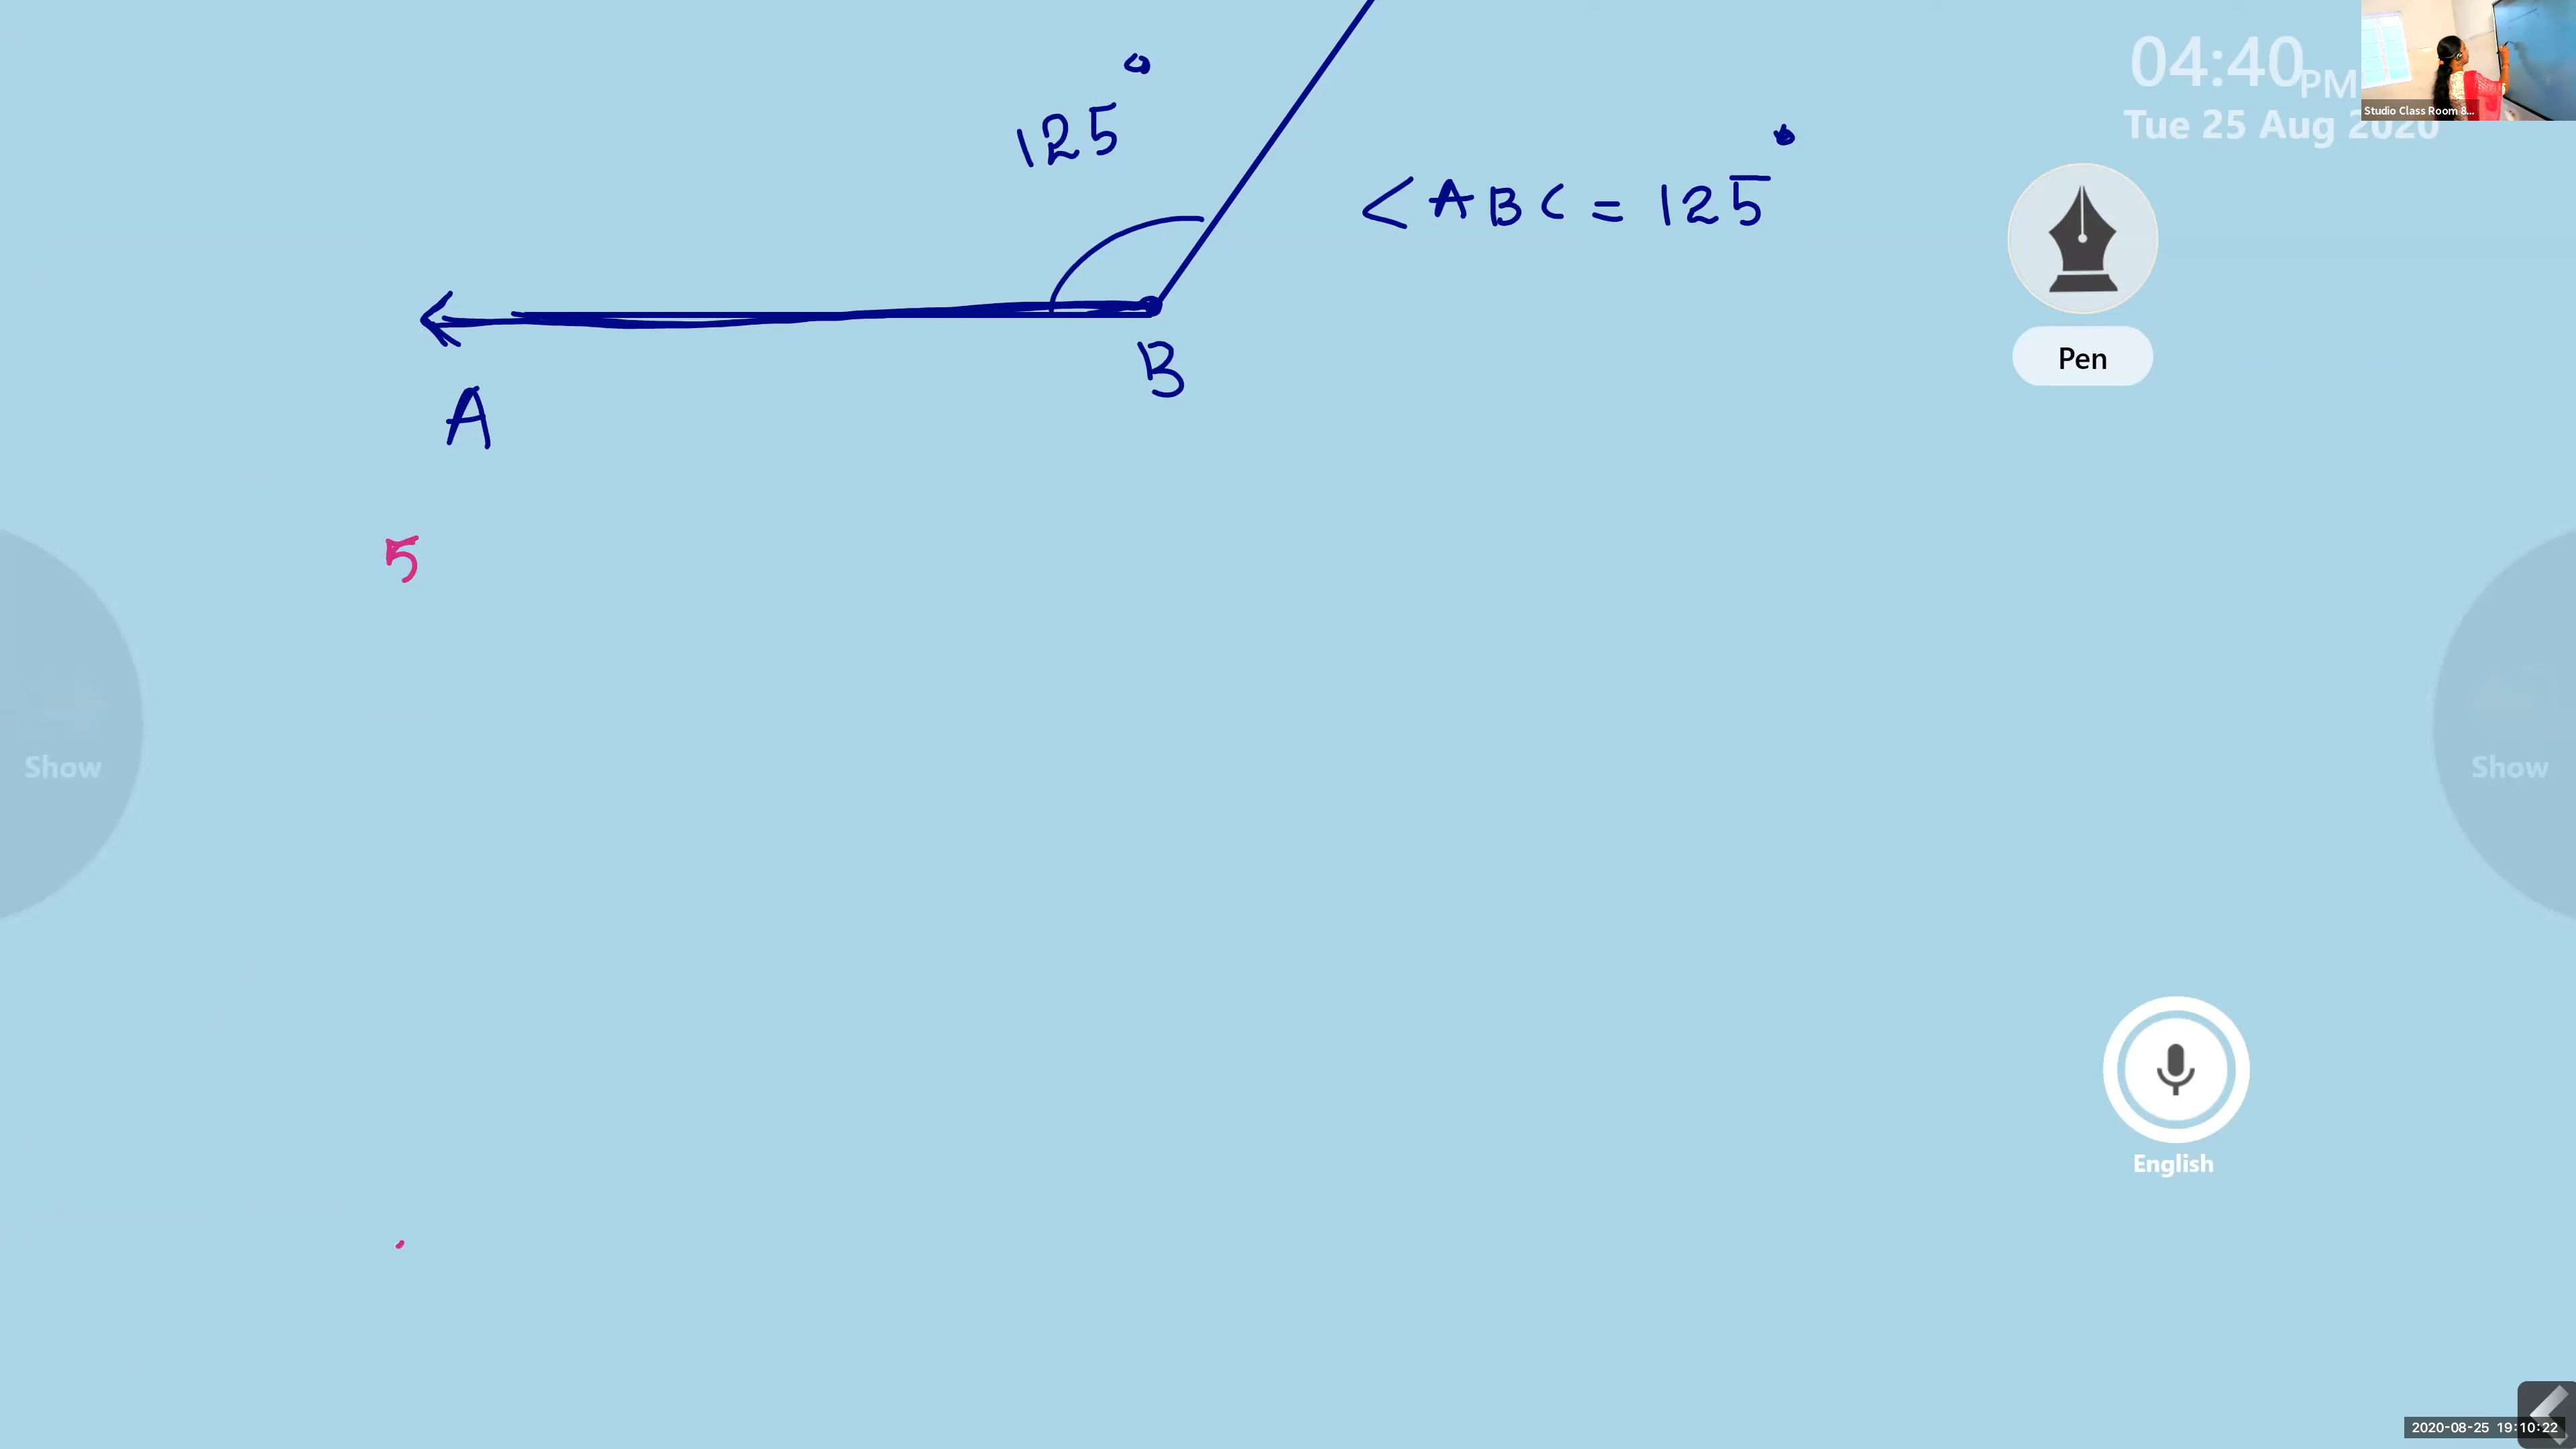 04:40PM
Studio Class Room 8...
Tue 25 Aug 2020
125°
<ABC = 125°
B
Pen
A
5
Show
Show
English
2020-08-25 19:10:22